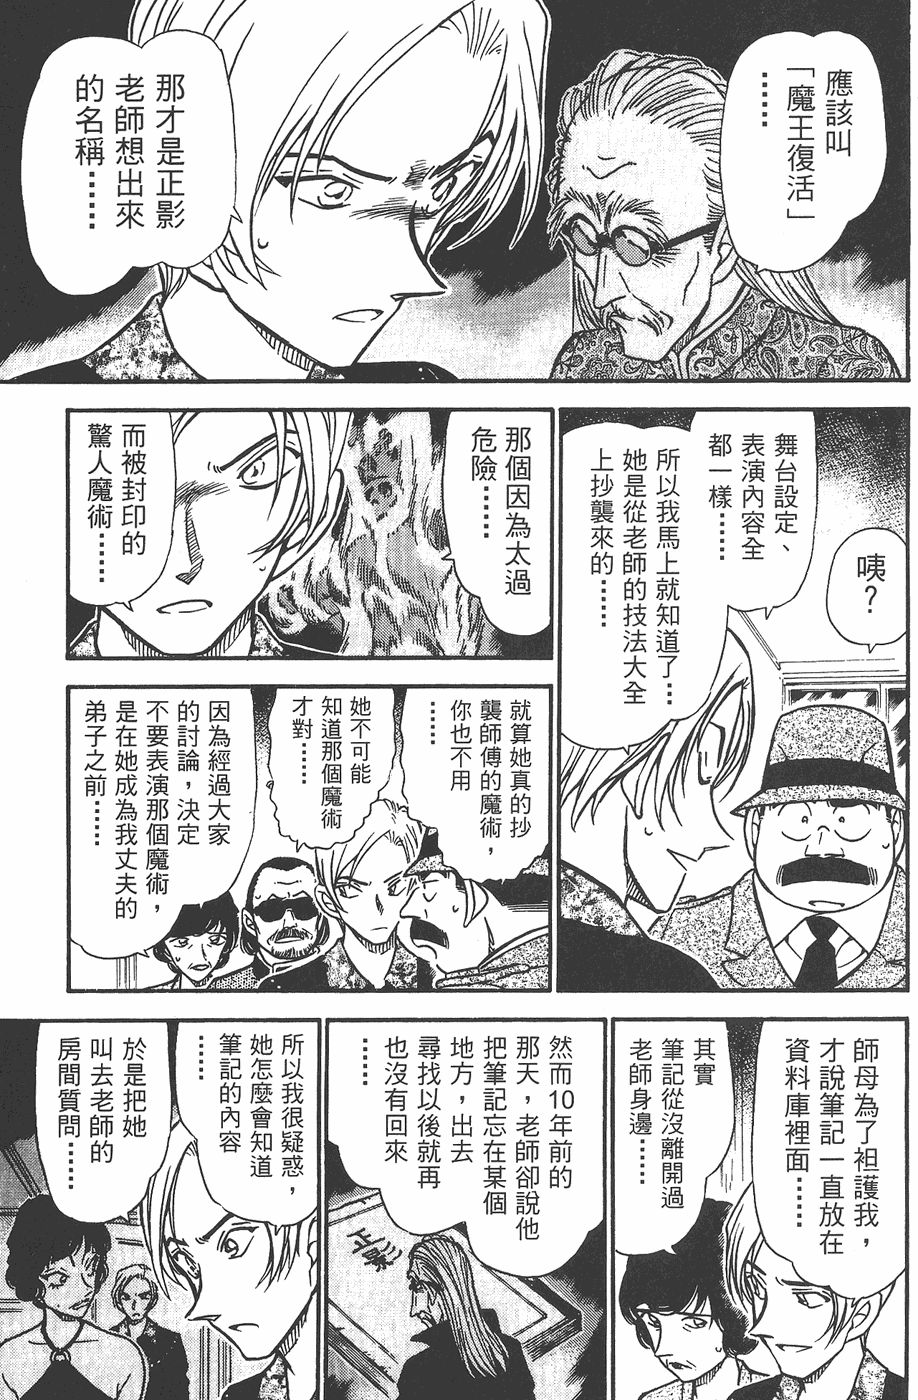 應該叫
「魔王復活」
……
那才是正影
老師想出來
的名稱……
咦？
舞台設定、
表演內容全
都一樣……
所以我馬上就知道了…
她是從老師的技法大全
上抄襲來的……
那個因為太過
危險……
而被封印的
驚人魔術……
就算她真的抄
襲師傅的魔術，
你也不用
……
她不可能
知道那個魔術
才對……
因為經過大家
的討論，決定
不要表演那個魔術，
是在她成為我丈夫的
弟子之前……
師母為了袒護我，
才說筆記一直放在
資料庫裡面……
其實
筆記從沒離開過
老師身邊……
然而10年前的
那天，老師卻說他
把筆記忘在某個
地方，出去
尋找以後就再
也沒有回來
正影
所以我很疑惑，
她怎麼會知道
筆記的內容
……
於是把她
叫去老師的
房間質問……